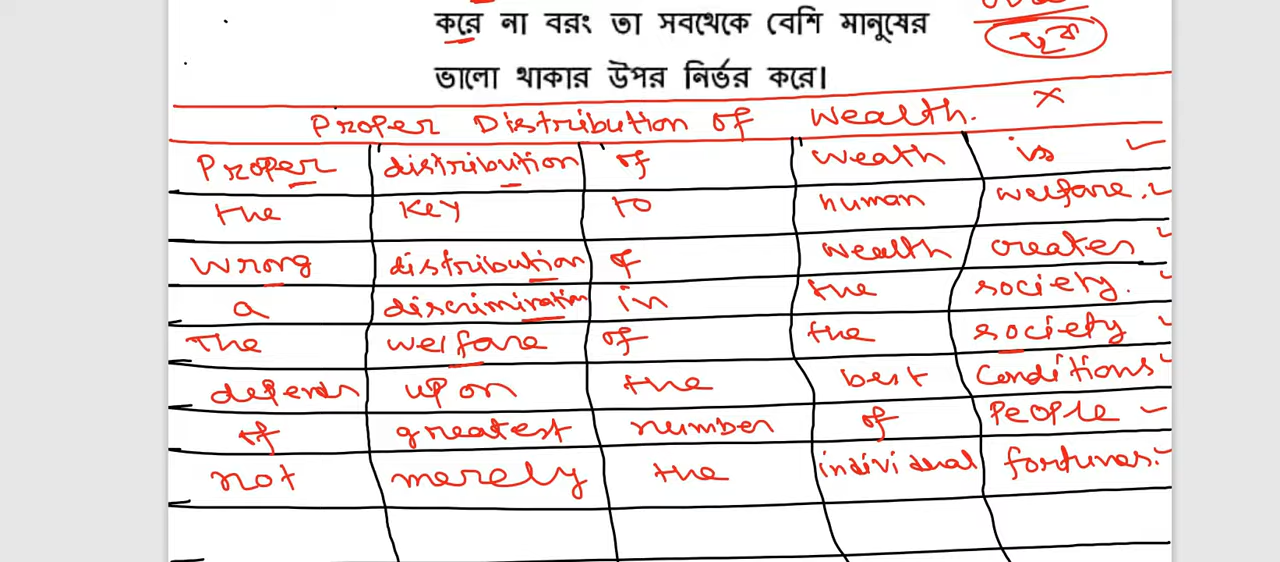 করে না বরং তা সবথেকে বেশি মানুষের
ভালো থাকার উপর নির্ভর করে।
Proper Distribution of Wealth.
Proper distribution of weath is
the key to human welfare.
wrong distribution of wealth creates
a discrimination in the society.
The welfare of the society
depends upon the best conditions
of greatest number of People
not merely the individual fortunes.